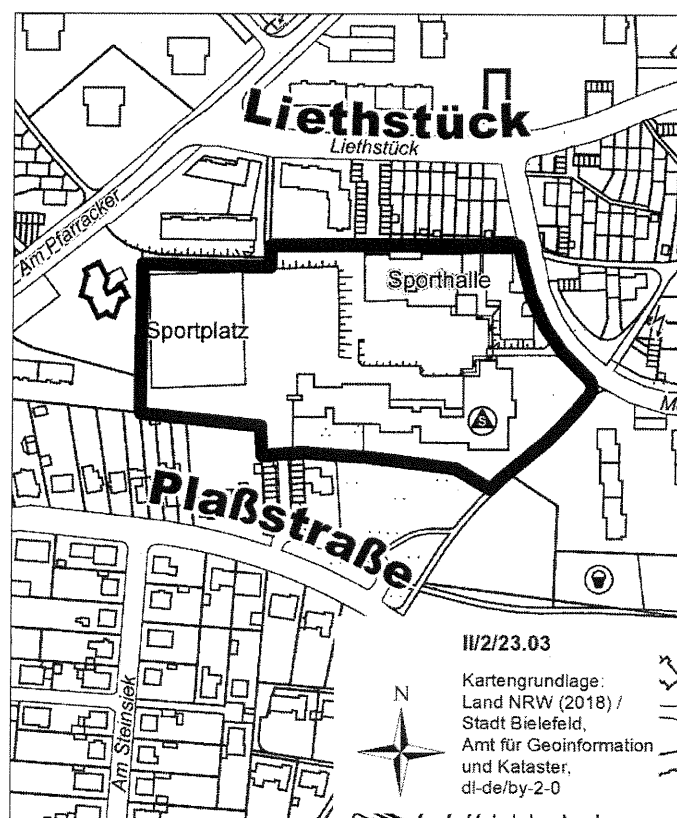 Liethstück
Liethstück
Am Pfarracker
Sporthalle
Sportplatz
S
M
Plaßstraße
Am Steinsiek
II/2/23.03
Kartengrundlage:
Land NRW (2018) /
Stadt Bielefeld,
Amt für Geoinformation
und Kataster,
dl-de/by-2-0
N